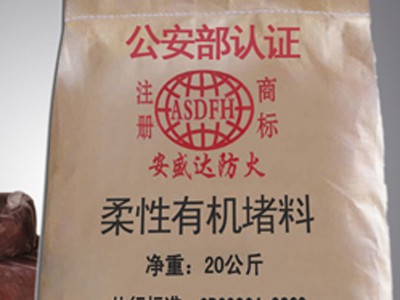 公安部认证
注册 ASDFH 商标
安盛达防火
柔性有机堵料
净重：20公斤